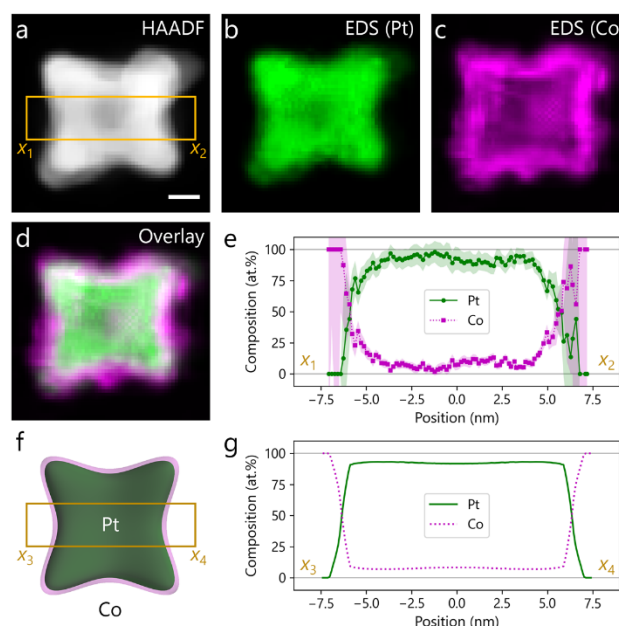 a HAADF
x1 x2
b EDS (Pt)
c EDS (Co)
d Overlay
e
Composition (at.%)
100
75
50
25
0
Pt
Co
x1 x2
−7.5 −5.0 −2.5 0.0 2.5 5.0 7.5
Position (nm)
f
Pt
x3 x4
Co
g
Composition (at.%)
100
75
50
25
0
Pt
Co
x3 x4
−7.5 −5.0 −2.5 0.0 2.5 5.0 7.5
Position (nm)